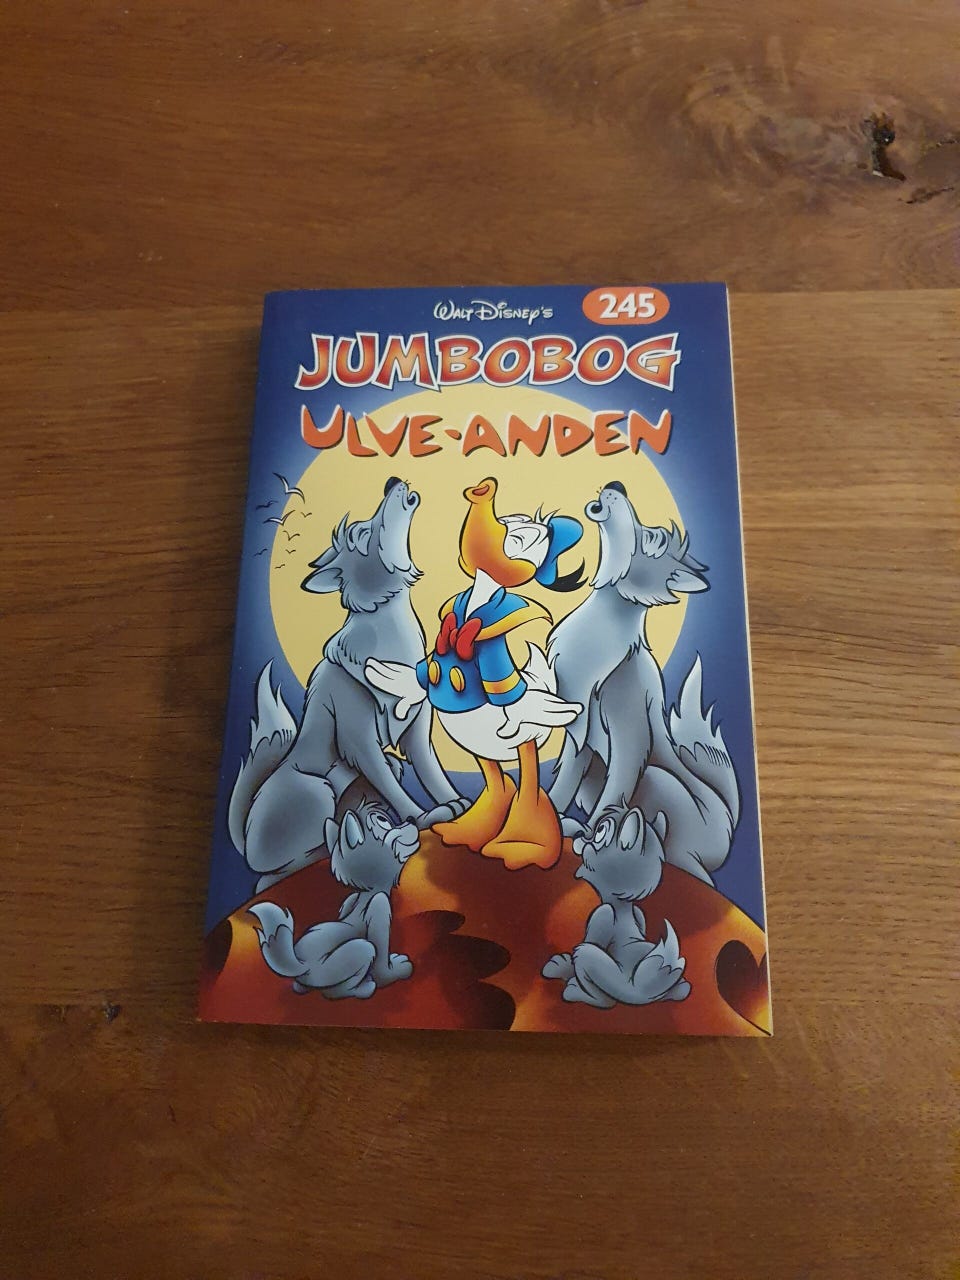 WALT DISNEY'S
245
JUMBOBOG
ULVE-ANDEN